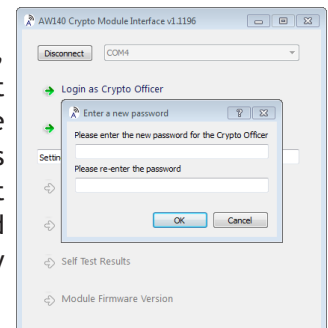 AW140 Crypto Module Interface v1.1196
Disconnect COM4
Login as Crypto Officer
Enter a new password
Please enter the new password for the Crypto Officer
Settin
Please re-enter the password
OK Cancel
Self Test Results
Module Firmware Version